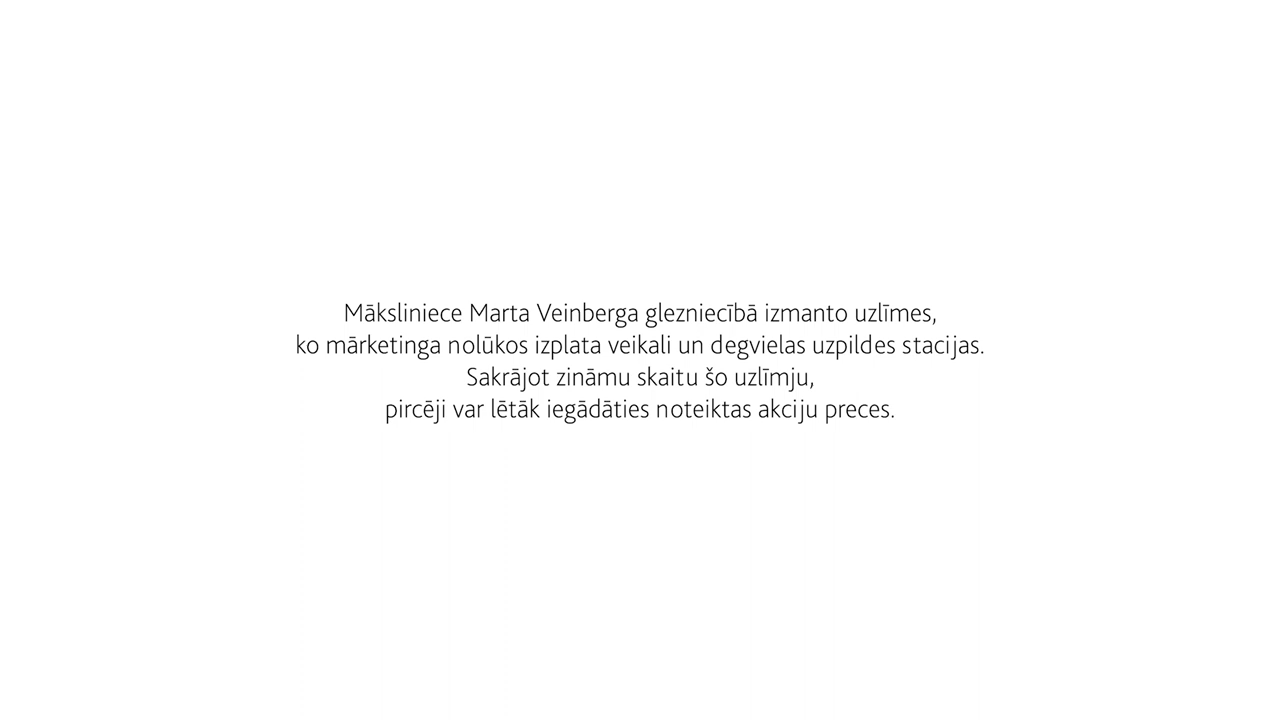 Māksliniece Marta Veinberga glezniecībā izmanto uzlīmes,
ko mārketinga nolūkos izplata veikali un degvielas uzpildes stacijas.
Sakrājot zināmu skaitu šo uzlīmju,
pircēji var lētāk iegādāties noteiktas akciju preces.